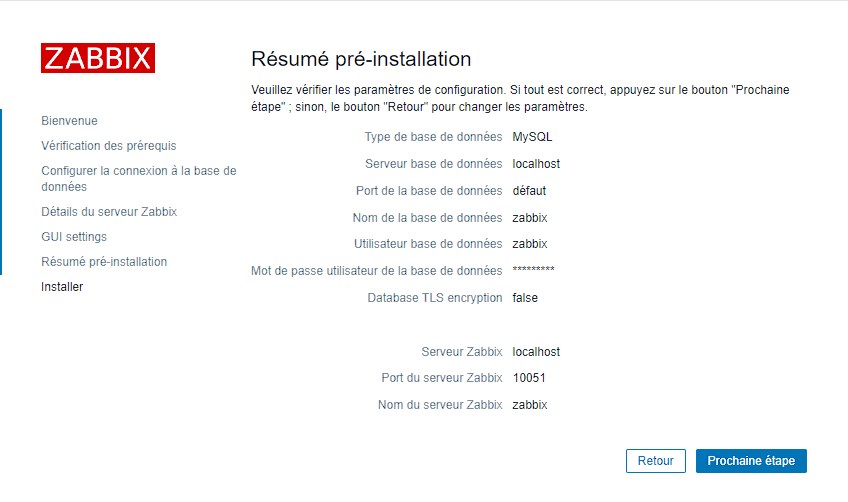 ZABBIX
Bienvenue
Vérification des prérequis
Configurer la connexion à la base de
données
Détails du serveur Zabbix
GUI settings
Résumé pré-installation
Installer
Résumé pré-installation
Veuillez vérifier les paramètres de configuration. Si tout est correct, appuyez sur le bouton "Prochaine
étape" ; sinon, le bouton "Retour" pour changer les paramètres.
Type de base de données MySQL
Serveur base de données localhost
Port de la base de données défaut
Nom de la base de données zabbix
Utilisateur base de données zabbix
Mot de passe utilisateur de la base de données *********
Database TLS encryption false
Serveur Zabbix localhost
Port du serveur Zabbix 10051
Nom du serveur Zabbix zabbix
Retour Prochaine étape